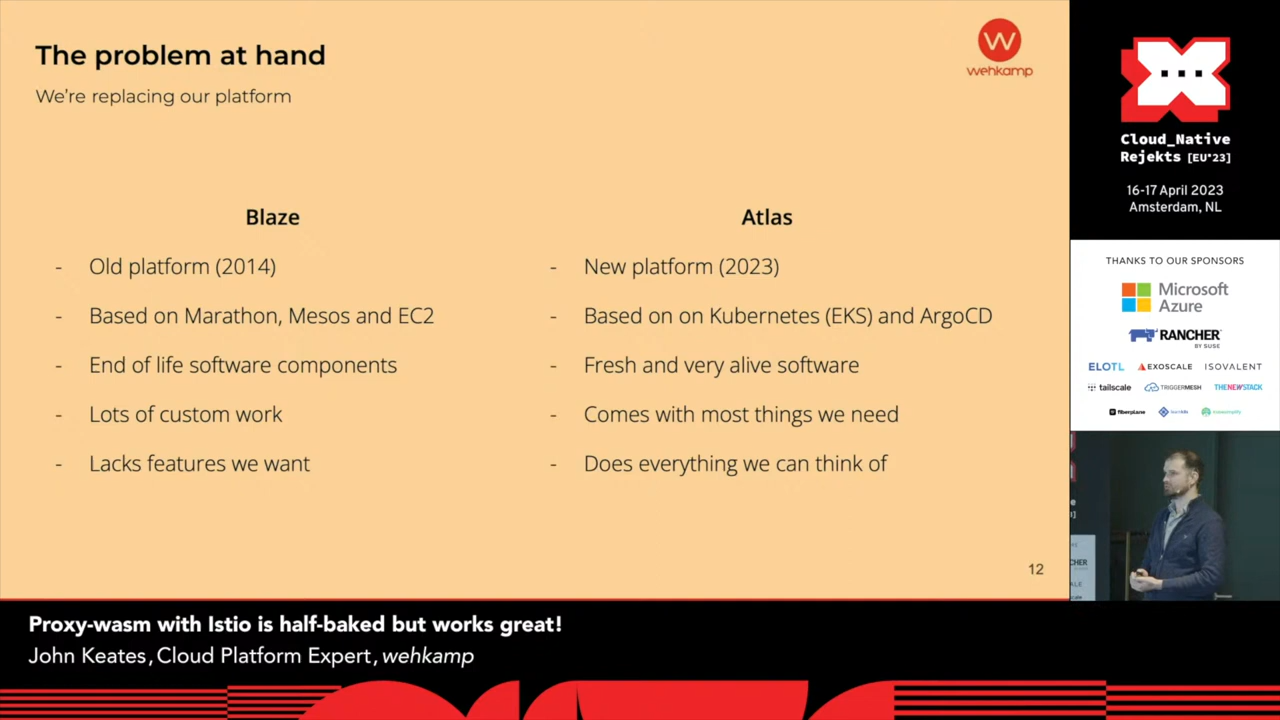 The problem at hand
We're replacing our platform
wehkamp
Blaze
- Old platform (2014)
- Based on Marathon, Mesos and EC2
- End of life software components
- Lots of custom work
- Lacks features we want
Atlas
- New platform (2023)
- Based on on Kubernetes (EKS) and ArgoCD
- Fresh and very alive software
- Comes with most things we need
- Does everything we can think of
12
Cloud_Native
Rejekts [EU*23]
16-17 April 2023
Amsterdam, NL
THANKS TO OUR SPONSORS
Microsoft
Azure
RANCHER
BY SUSE
ELOTL EXOSCALE ISOVALENT
tailscale TRIGGERMESH THENEWSTACK
fiberplane
Proxy-wasm with Istio is half-baked but works great!
John Keates, Cloud Platform Expert, wehkamp